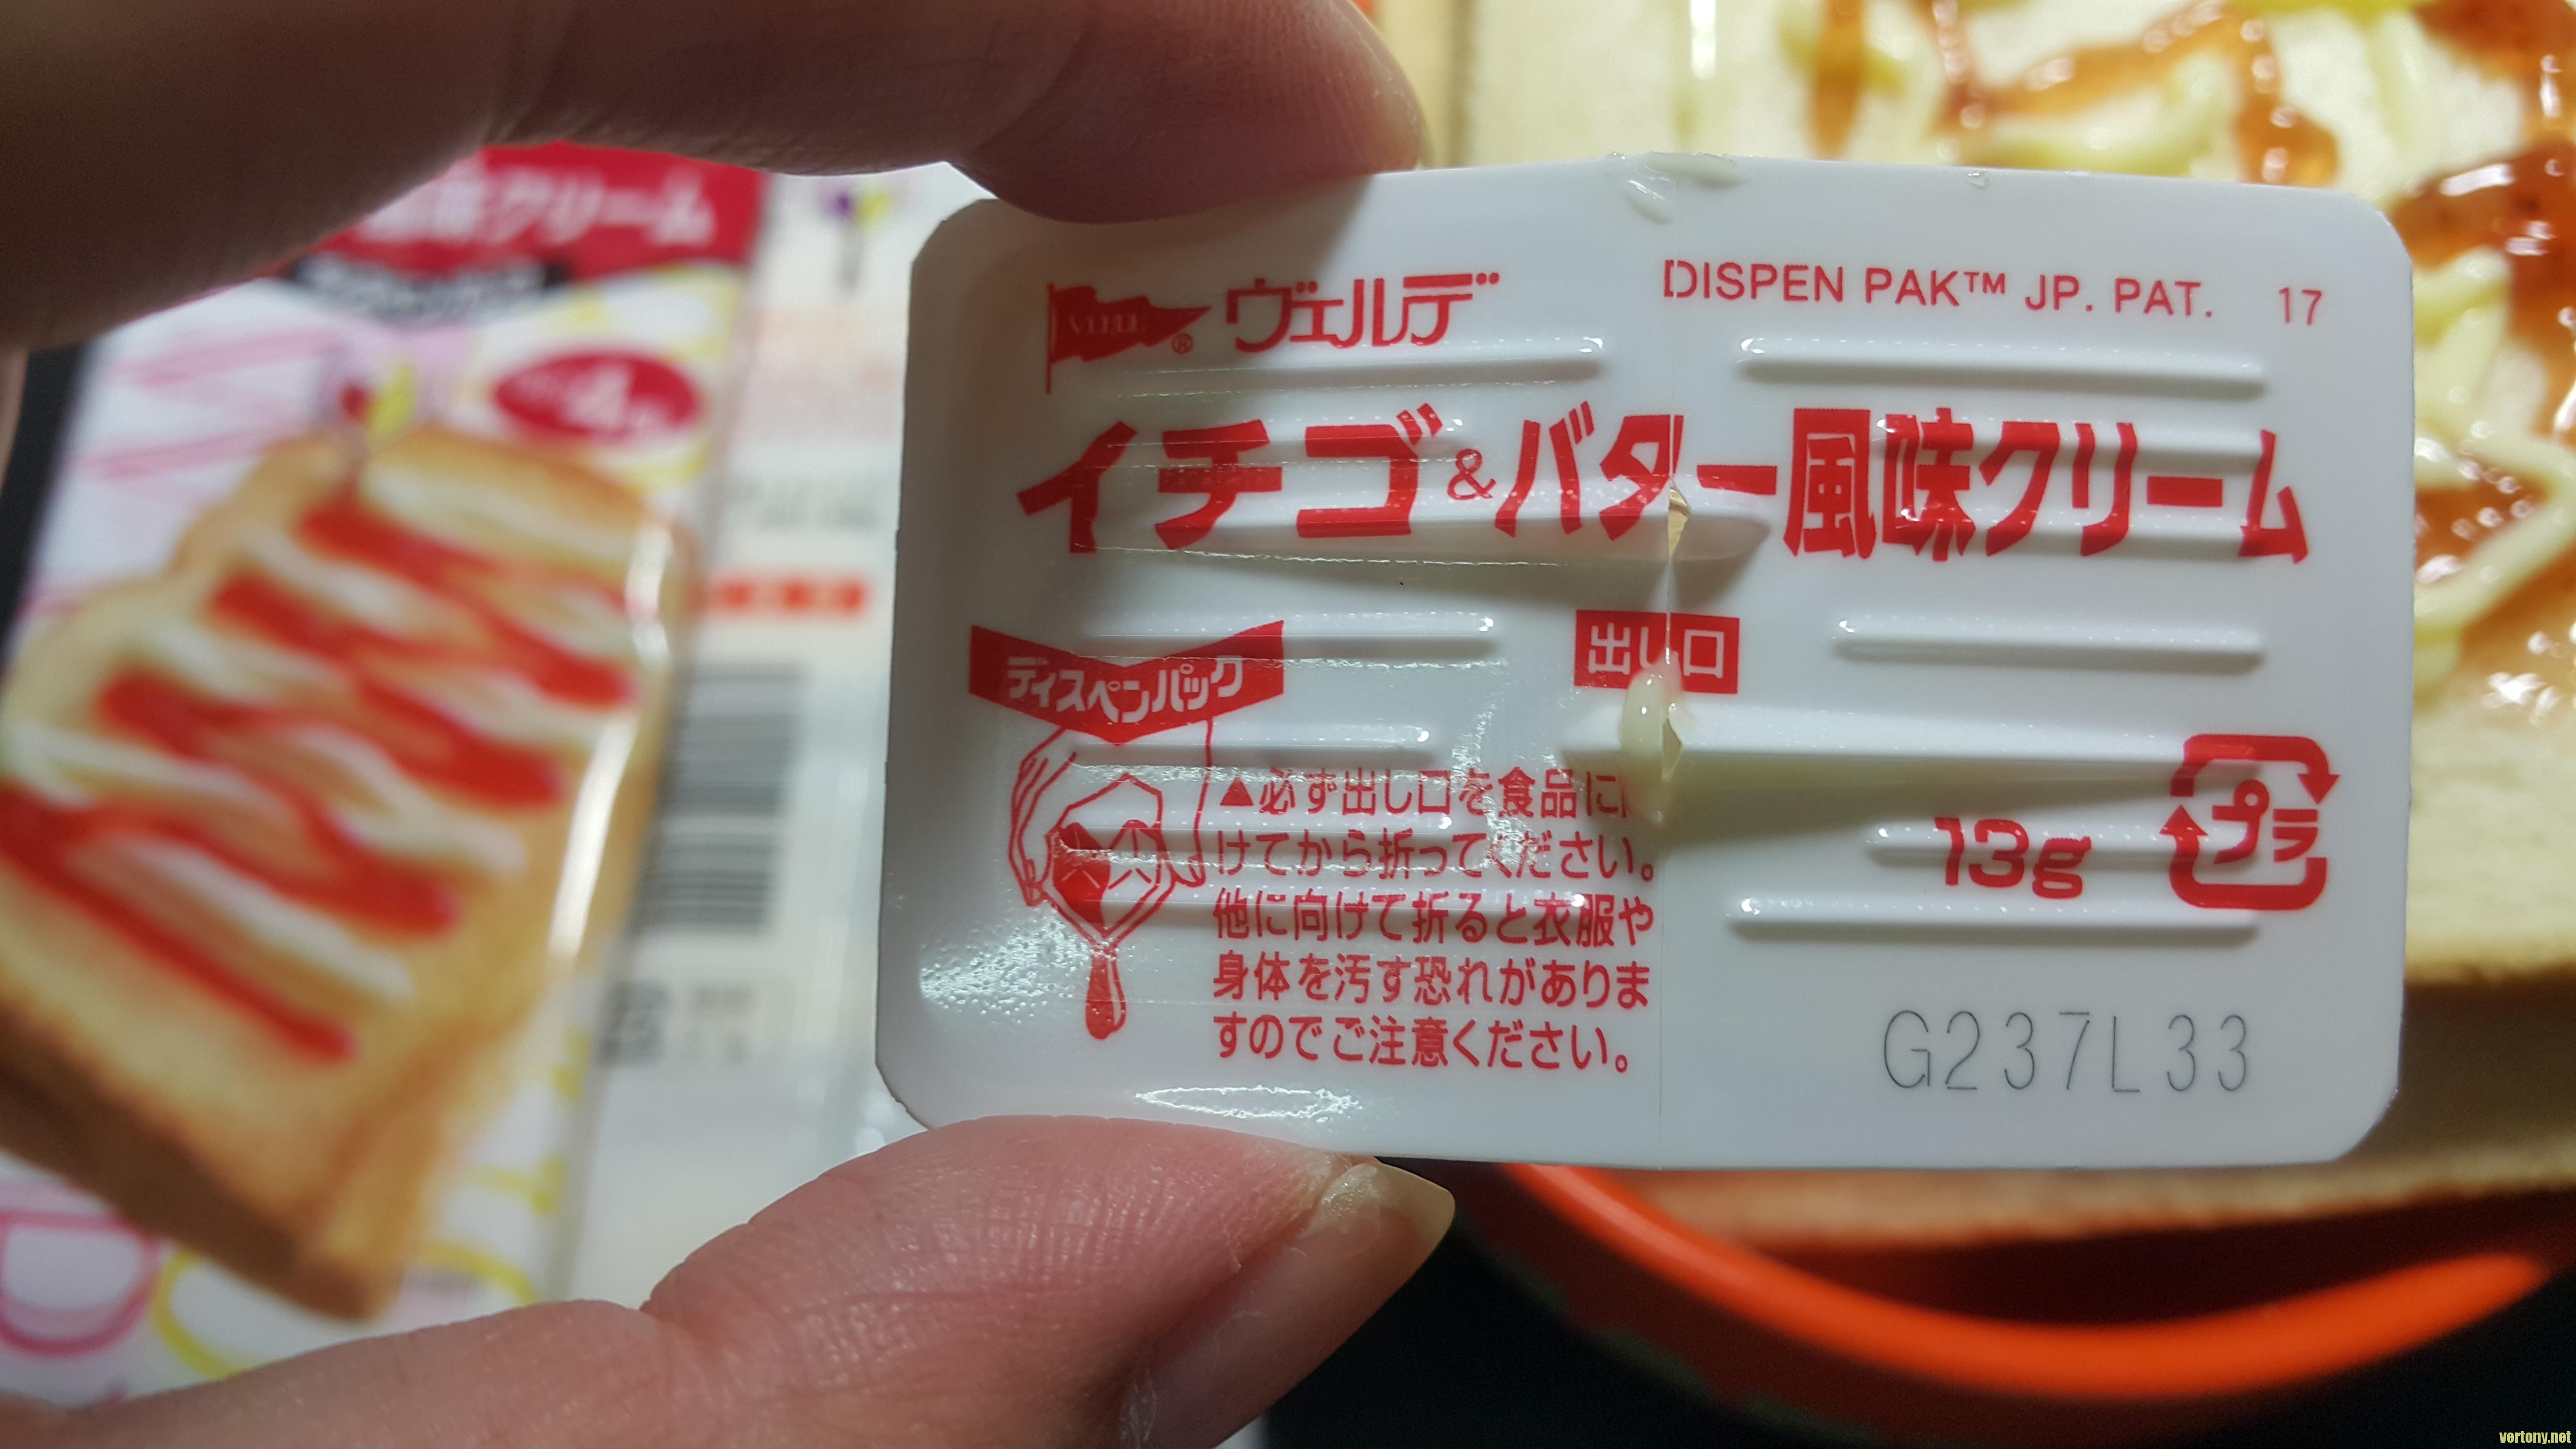 味クリーム
VERDE
®
ヴェルデ
DISPEN PAK™ JP. PAT. 17
イチゴ&バター風味クリーム
出し口
ディスペンパック
▲必ず出し口を食品に
けてから折ってください。
他に向けて折ると衣服や
身体を汚す恐れがありま
すのでご注意ください。
13g
プラ
G237L33
vertony.net